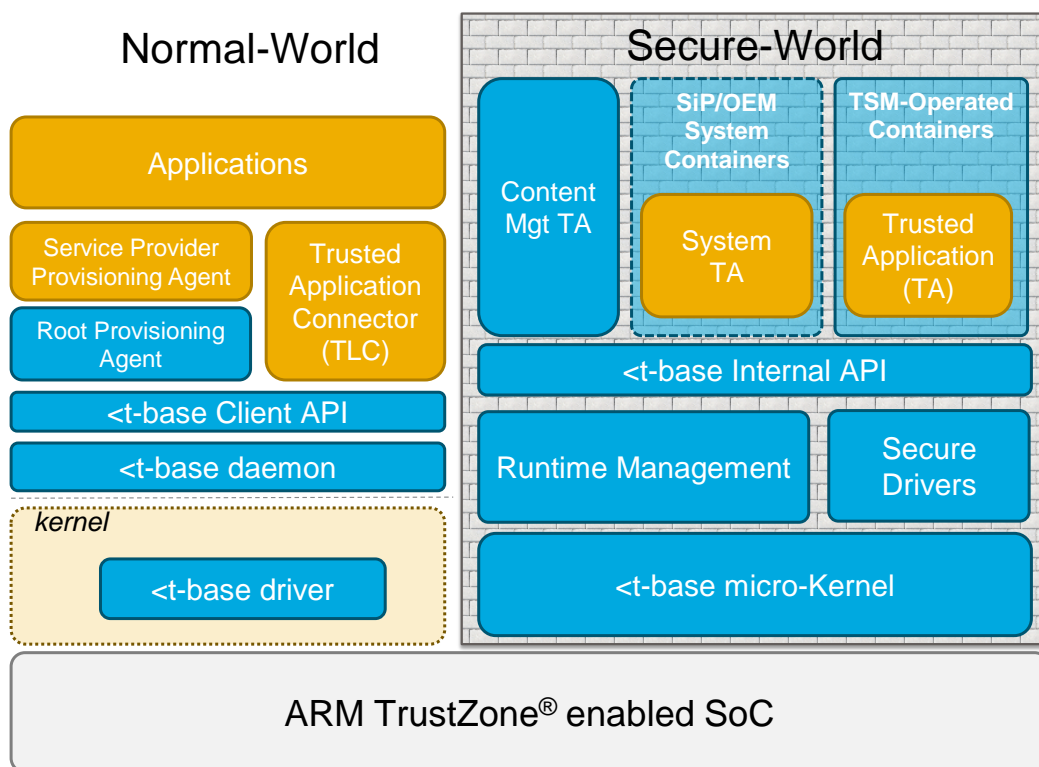 Normal-World
Applications
Service Provider
Provisioning Agent
Root Provisioning
Agent
Trusted
Application
Connector
(TLC)
<t-base Client API
<t-base daemon
kernel
<t-base driver
Secure-World
Content
Mgt TA
SiP/OEM
System
Containers
System
TA
TSM-Operated
Containers
Trusted
Application
(TA)
<t-base Internal API
Runtime Management
Secure
Drivers
<t-base micro-Kernel
ARM TrustZone® enabled SoC